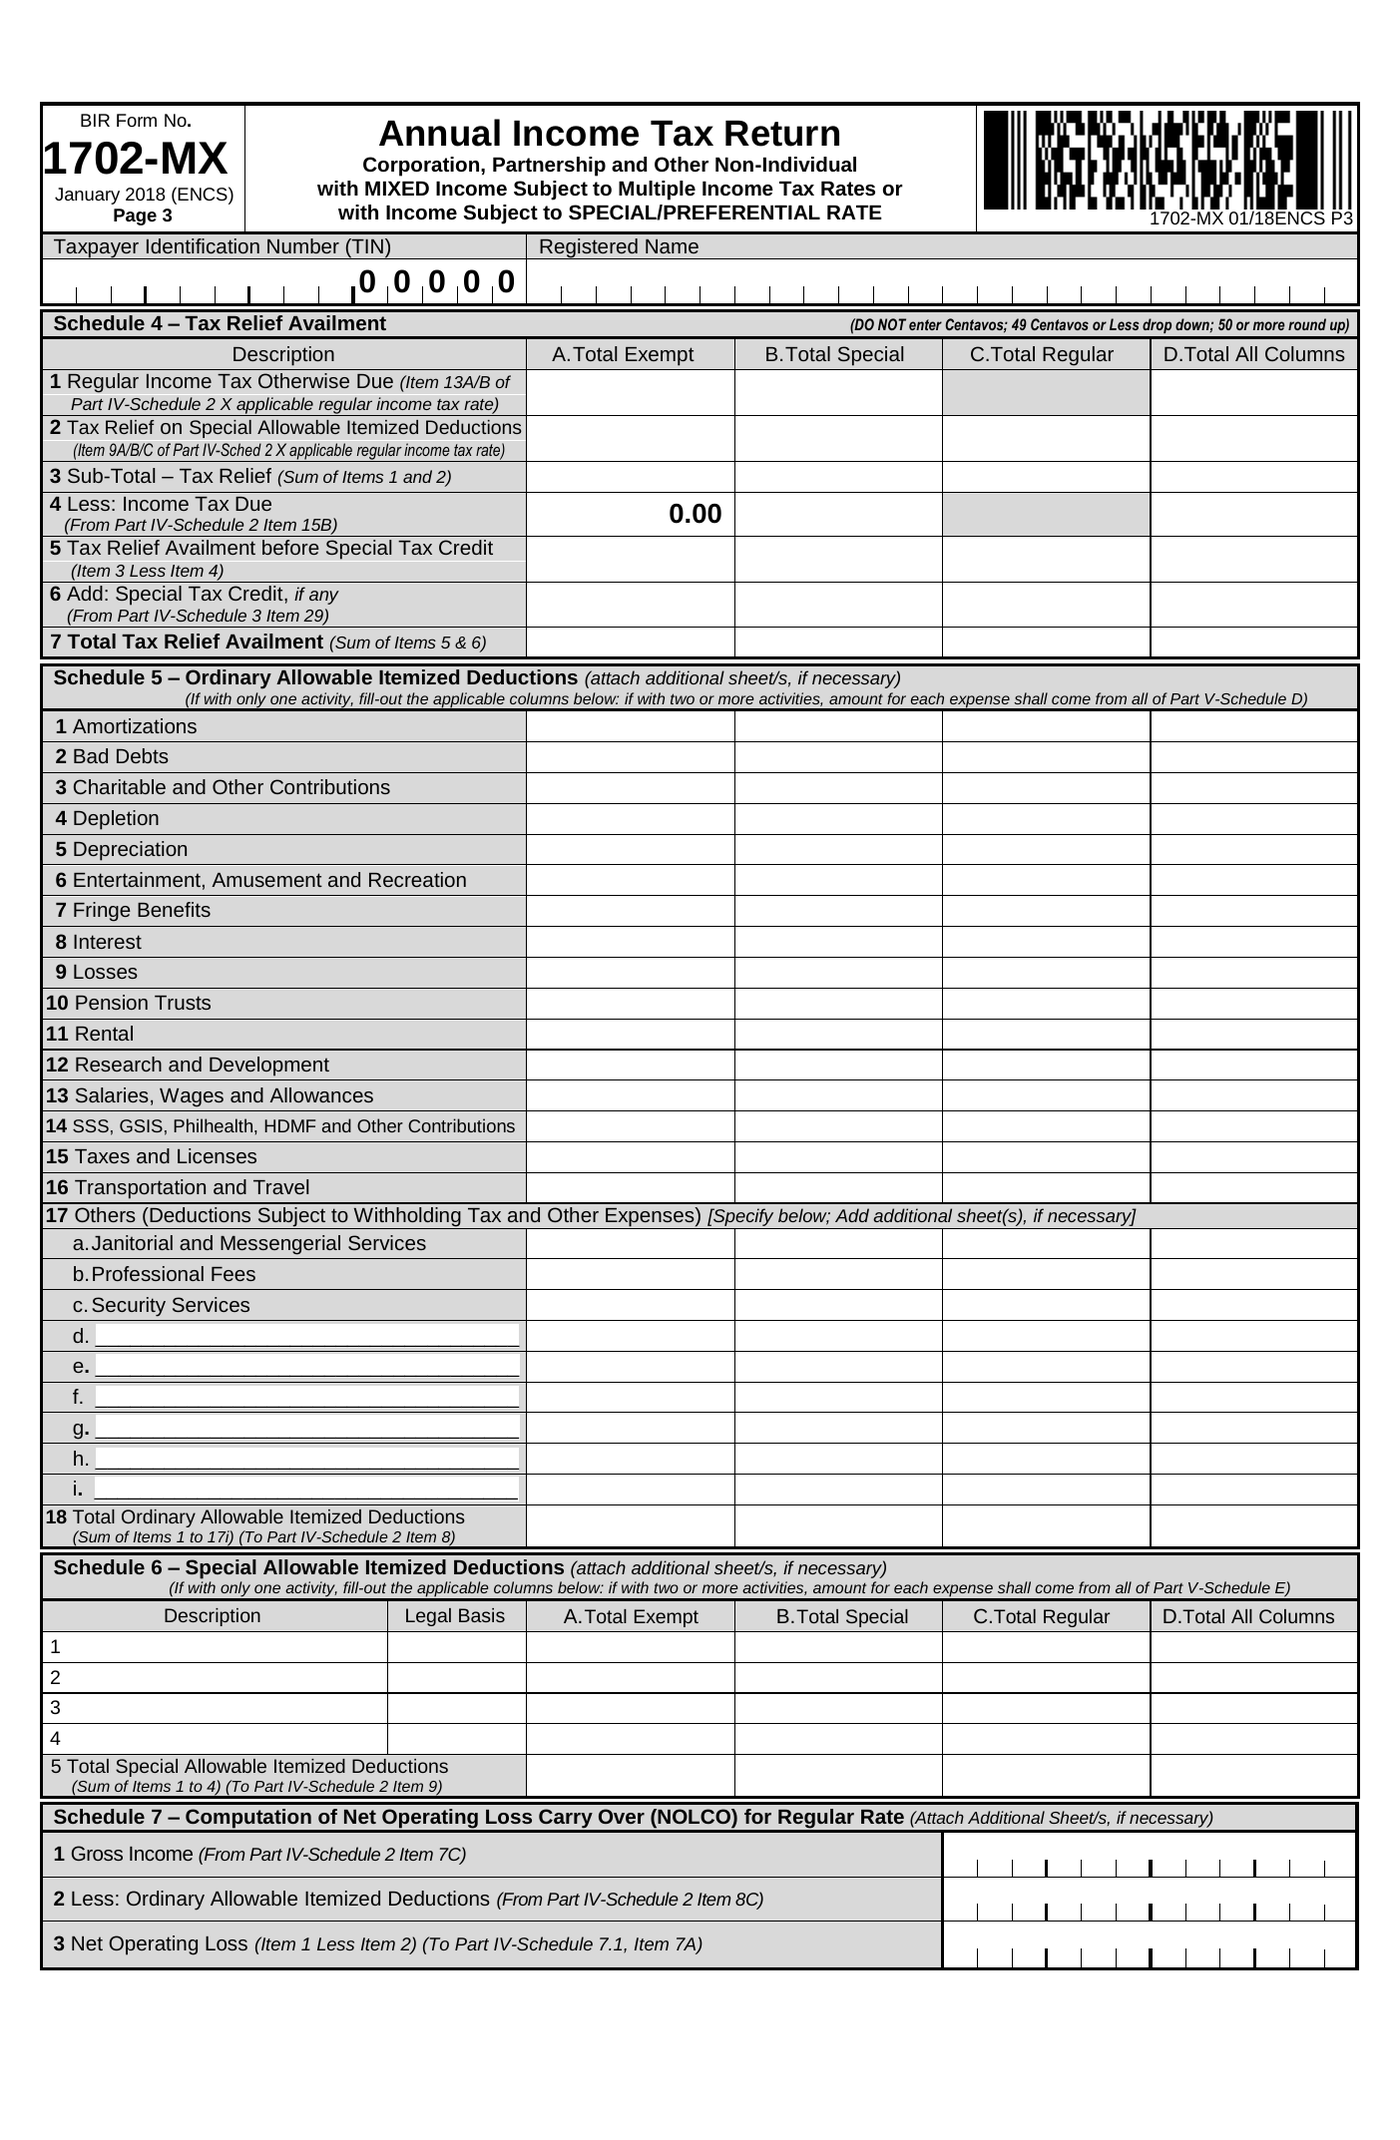 BIR Form No.
1702-MX
January 2018 (ENCS)
Page 3
Annual Income Tax Return
Corporation, Partnership and Other Non-Individual
with MIXED Income Subject to Multiple Income Tax Rates or
with Income Subject to SPECIAL/PREFERENTIAL RATE
1702-MX 01/18ENCS P3
Taxpayer Identification Number (TIN) Registered Name
0 0 0 0 0
Schedule 4 – Tax Relief Availment (DO NOT enter Centavos; 49 Centavos or Less drop down; 50 or more round up)
Description A.Total Exempt B.Total Special C.Total Regular D.Total All Columns
1 Regular Income Tax Otherwise Due (Item 13A/B of
Part IV-Schedule 2 X applicable regular income tax rate)
2 Tax Relief on Special Allowable Itemized Deductions
(Item 9A/B/C of Part IV-Sched 2 X applicable regular income tax rate)
3 Sub-Total – Tax Relief (Sum of Items 1 and 2)
4 Less: Income Tax Due
(From Part IV-Schedule 2 Item 15B)
0.00
5 Tax Relief Availment before Special Tax Credit
(Item 3 Less Item 4)
6 Add: Special Tax Credit, if any
(From Part IV-Schedule 3 Item 29)
7 Total Tax Relief Availment (Sum of Items 5 & 6)
Schedule 5 – Ordinary Allowable Itemized Deductions (attach additional sheet/s, if necessary)
(If with only one activity, fill-out the applicable columns below: if with two or more activities, amount for each expense shall come from all of Part V-Schedule D)
1 Amortizations
2 Bad Debts
3 Charitable and Other Contributions
4 Depletion
5 Depreciation
6 Entertainment, Amusement and Recreation
7 Fringe Benefits
8 Interest
9 Losses
10 Pension Trusts
11 Rental
12 Research and Development
13 Salaries, Wages and Allowances
14 SSS, GSIS, Philhealth, HDMF and Other Contributions
15 Taxes and Licenses
16 Transportation and Travel
17 Others (Deductions Subject to Withholding Tax and Other Expenses) [Specify below; Add additional sheet(s), if necessary]
a. Janitorial and Messengerial Services
b. Professional Fees
c. Security Services
d.
e.
f.
g.
h.
i.
18 Total Ordinary Allowable Itemized Deductions
(Sum of Items 1 to 17i) (To Part IV-Schedule 2 Item 8)
Schedule 6 – Special Allowable Itemized Deductions (attach additional sheet/s, if necessary)
(If with only one activity, fill-out the applicable columns below: if with two or more activities, amount for each expense shall come from all of Part V-Schedule E)
Description Legal Basis A.Total Exempt B.Total Special C.Total Regular D.Total All Columns
1
2
3
4
5 Total Special Allowable Itemized Deductions
(Sum of Items 1 to 4) (To Part IV-Schedule 2 Item 9)
Schedule 7 – Computation of Net Operating Loss Carry Over (NOLCO) for Regular Rate (Attach Additional Sheet/s, if necessary)
1 Gross Income (From Part IV-Schedule 2 Item 7C)
2 Less: Ordinary Allowable Itemized Deductions (From Part IV-Schedule 2 Item 8C)
3 Net Operating Loss (Item 1 Less Item 2) (To Part IV-Schedule 7.1, Item 7A)